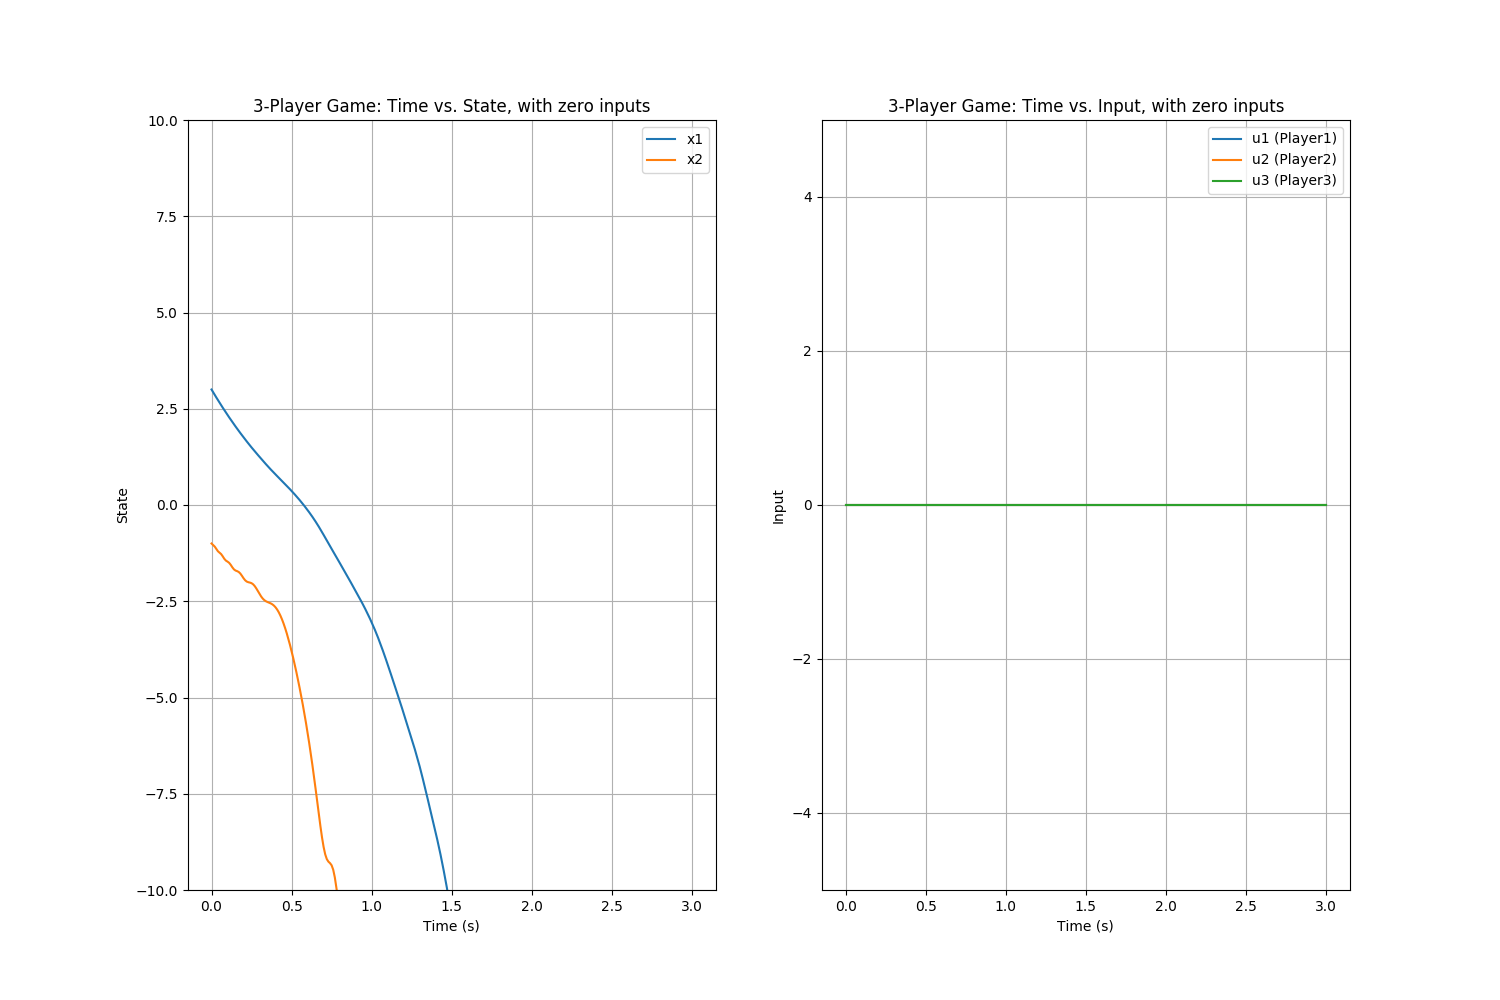 3-Player Game: Time vs. State, with zero inputs
10.0
7.5
5.0
2.5
0.0
−2.5
−5.0
−7.5
−10.0
State
x1
x2
0.0 0.5 1.0 1.5 2.0 2.5 3.0
Time (s)
3-Player Game: Time vs. Input, with zero inputs
4
2
0
−2
−4
Input
u1 (Player1)
u2 (Player2)
u3 (Player3)
0.0 0.5 1.0 1.5 2.0 2.5 3.0
Time (s)